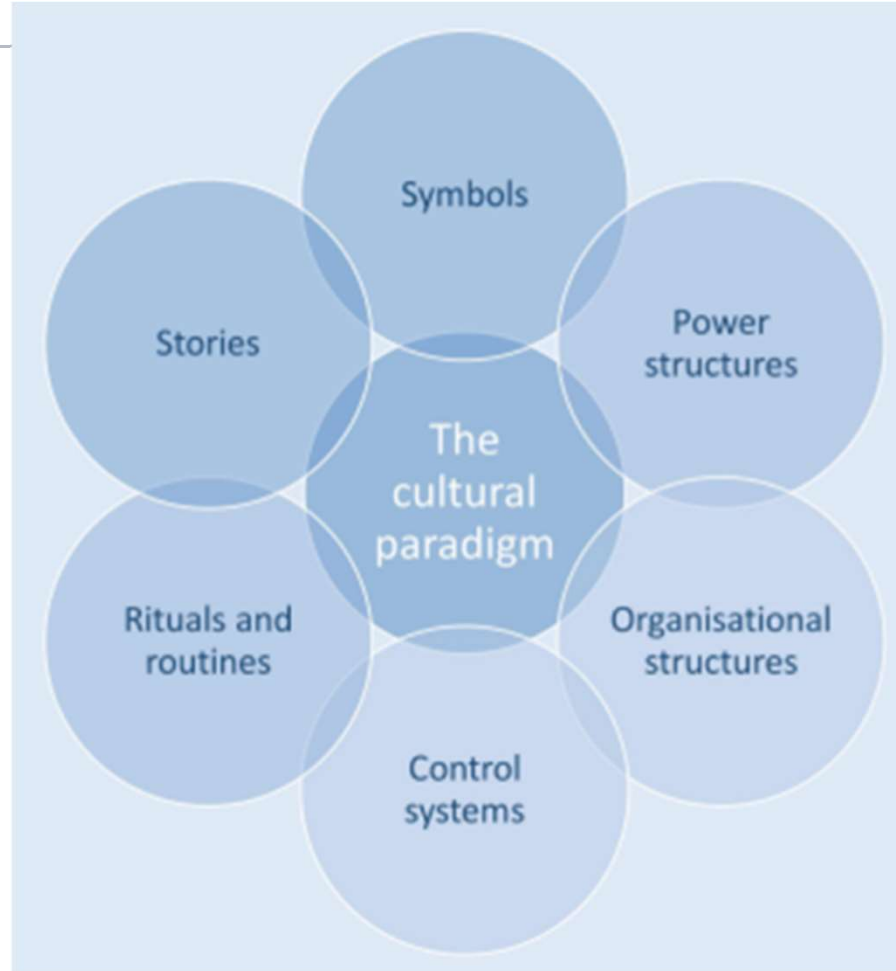 Symbols
Stories
Power
structures
The
cultural
paradigm
Rituals and
routines
Organisational
structures
Control
systems